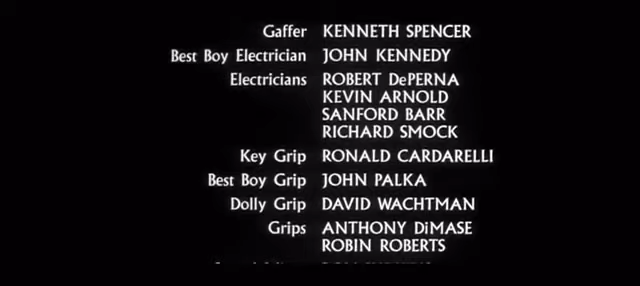 Gaffer KENNETH SPENCER
Best Boy Electrician JOHN KENNEDY
Electricians ROBERT DePERNA
KEVIN ARNOLD
SANFORD BARR
RICHARD SMOCK
Key Grip RONALD CARDARELLI
Best Boy Grip JOHN PALKA
Dolly Grip DAVID WACHTMAN
Grips ANTHONY DiMASE
ROBIN ROBERTS